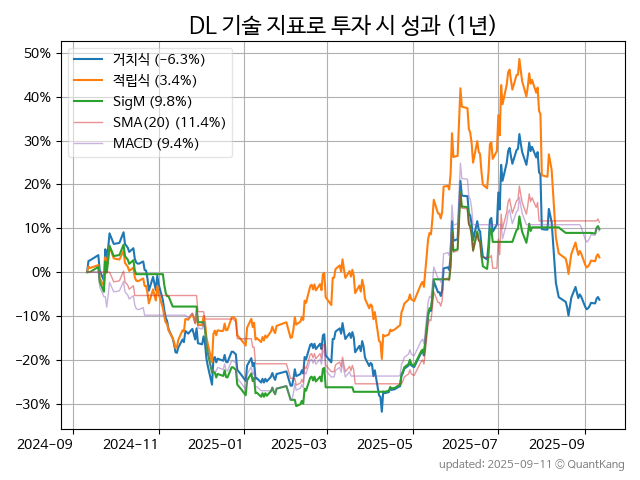 DL 기술 지표로 투자 시 성과 (1년)
50%
40%
30%
20%
10%
0%
−10%
−20%
−30%
거치식 (−6.3%)
적립식 (3.4%)
SigM (9.8%)
SMA(20) (11.4%)
MACD (9.4%)
2024-09
2024-11
2025-01
2025-03
2025-05
2025-07
2025-09
updated: 2025-09-11 © QuantKang